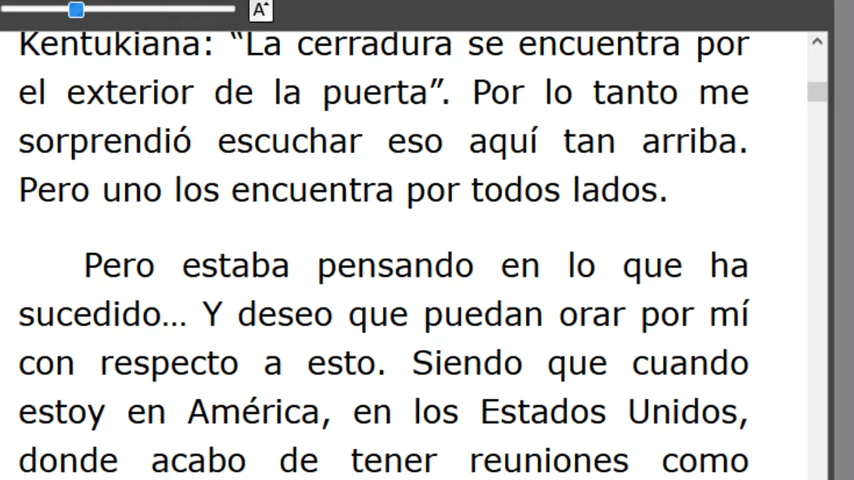 A
Kentukiana: “La cerradura se encuentra por
el exterior de la puerta”. Por lo tanto me
sorprendió escuchar eso aquí tan arriba.
Pero uno los encuentra por todos lados.
Pero estaba pensando en lo que ha
sucedido... Y deseo que puedan orar por mí
con respecto a esto. Siendo que cuando
estoy en América, en los Estados Unidos,
donde acabo de tener reuniones como